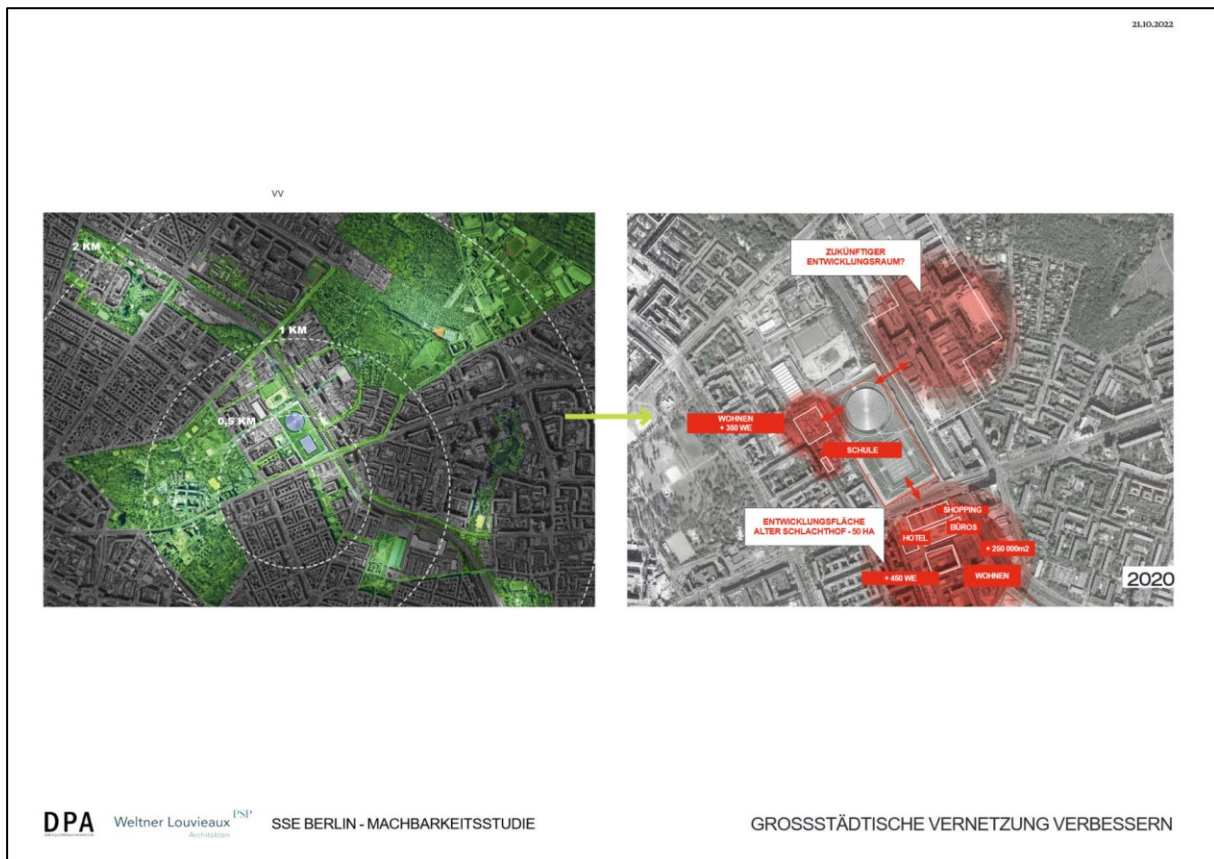 21.10.2022
VV
2 KM
1 KM
0,5 KM
ZUKÜNFTIGER
ENTWICKLUNGSRAUM?
WOHNEN
+ 350 WE
SCHULE
ENTWICKLUNGSFLÄCHE
ALTER SCHLACHTHOF - 50 HA
SHOPPING
BÜROS
HOTEL
+ 250 000m2
+ 450 WE
WOHNEN
2020
DPA
Weltner Louvieaux PSP
Architekten
SSE BERLIN - MACHBARKEITSSTUDIE
GROSSSTÄDTISCHE VERNETZUNG VERBESSERN